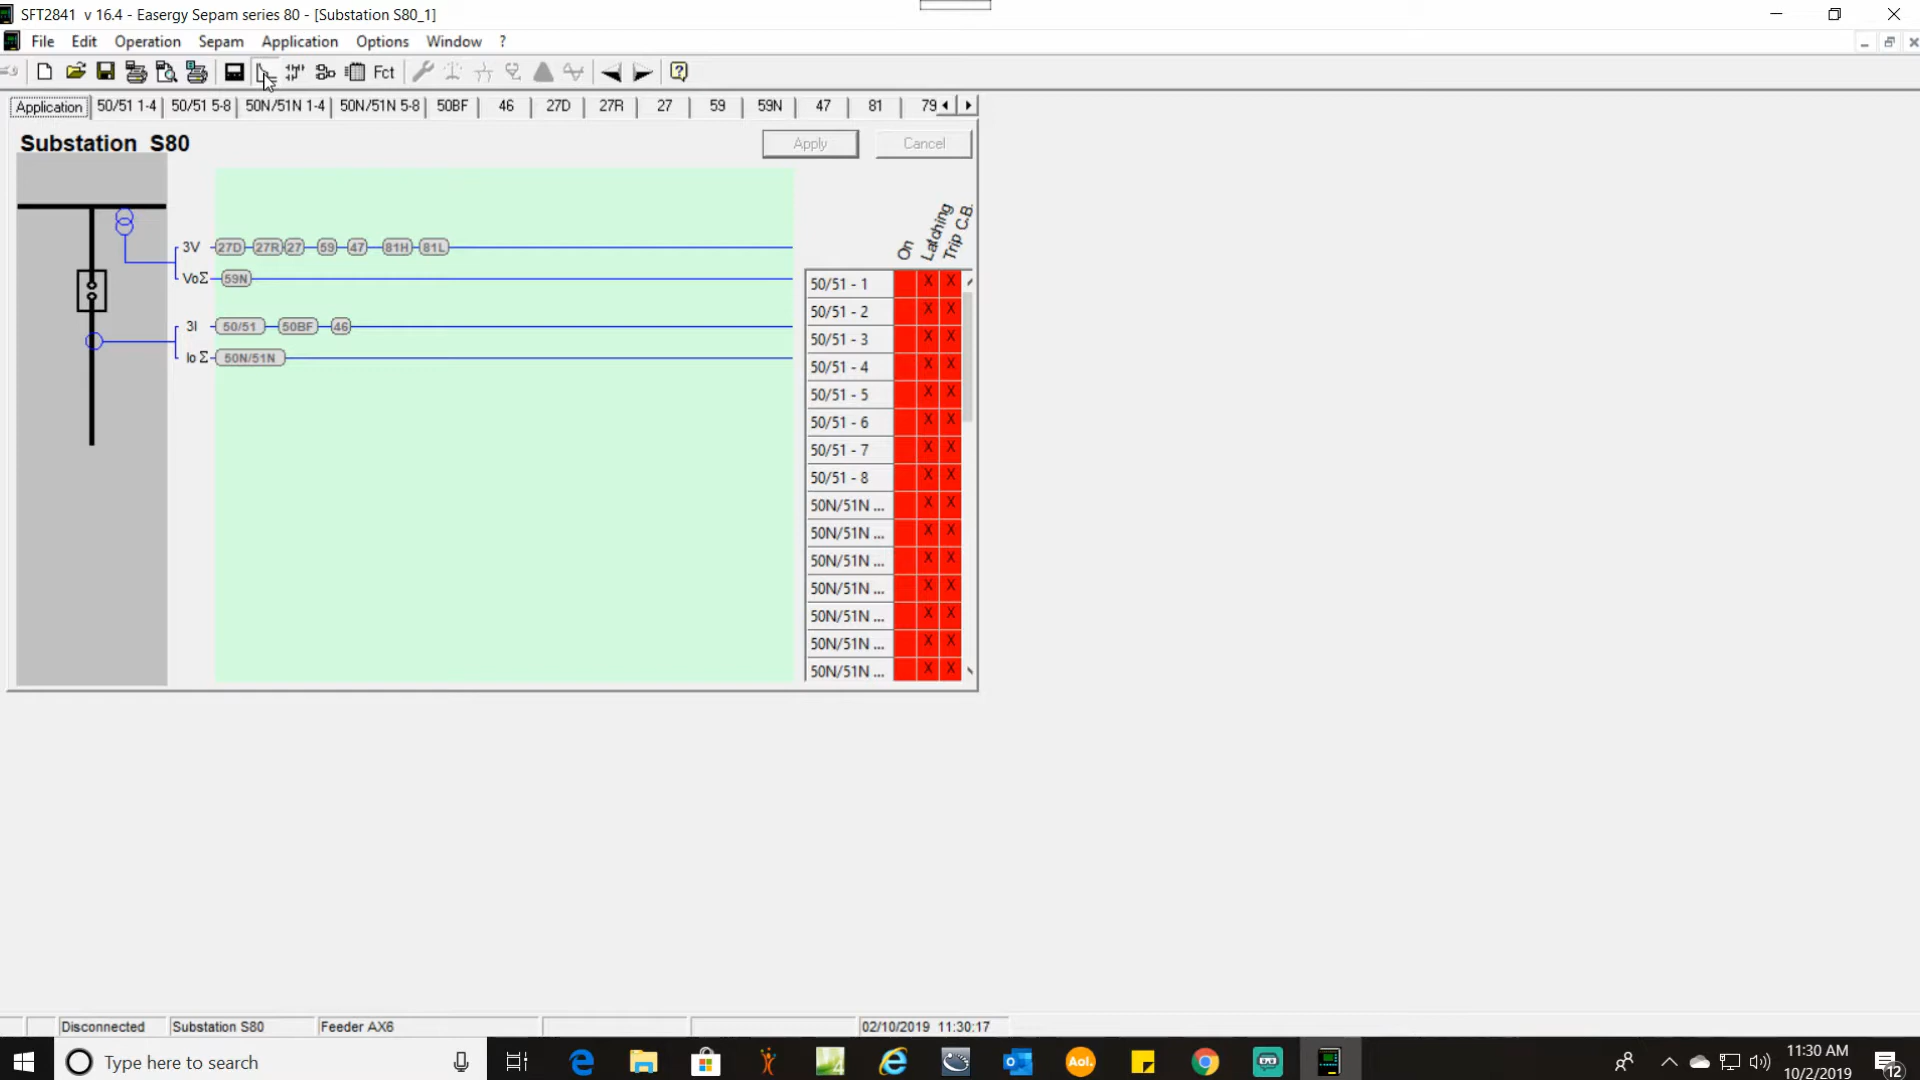 SFT2841 v 16.4 - Easergy Sepam series 80 - [Substation S80_1]
File Edit Operation Sepam Application Options Window ?
Fct
Application 50/51 1-4 50/51 5-8 50N/51N 1-4 50N/51N 5-8 50BF 46 27D 27R 27 59 59N 47 81 79
Substation S80
Apply Cancel
On Latching Trip C.B.
3V 27D 27R 27 59 47 81H 81L
VoΣ 59N
3I 50/51 50BF 46
Io Σ 50N/51N
50/51 - 1 X X
50/51 - 2 X X
50/51 - 3 X X
50/51 - 4 X X
50/51 - 5 X X
50/51 - 6 X X
50/51 - 7 X X
50/51 - 8 X X
50N/51N ... X X
50N/51N ... X X
50N/51N ... X X
50N/51N ... X X
50N/51N ... X X
50N/51N ... X X
50N/51N ... X X
Disconnected Substation S80 Feeder AX6 02/10/2019 11:30:17
Type here to search
Aol.
11:30 AM
10/2/2019
12